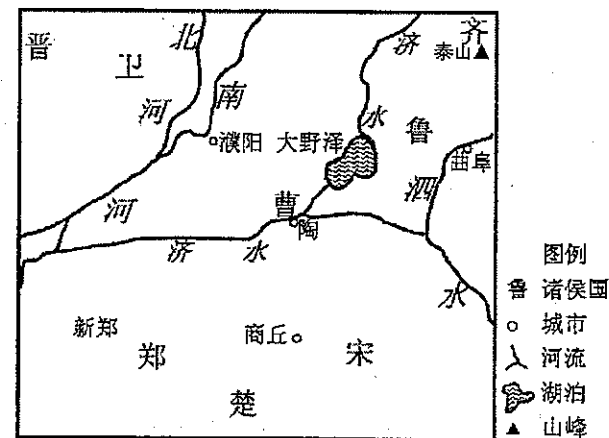 晋
卫
北
河
南
河
濮阳
大野泽
济
水
齐
泰山
鲁
曲阜
泗
水
曹
陶
济
水
新郑
郑
商丘
宋
楚
图例
鲁 诸侯国
城市
河流
湖泊
山峰